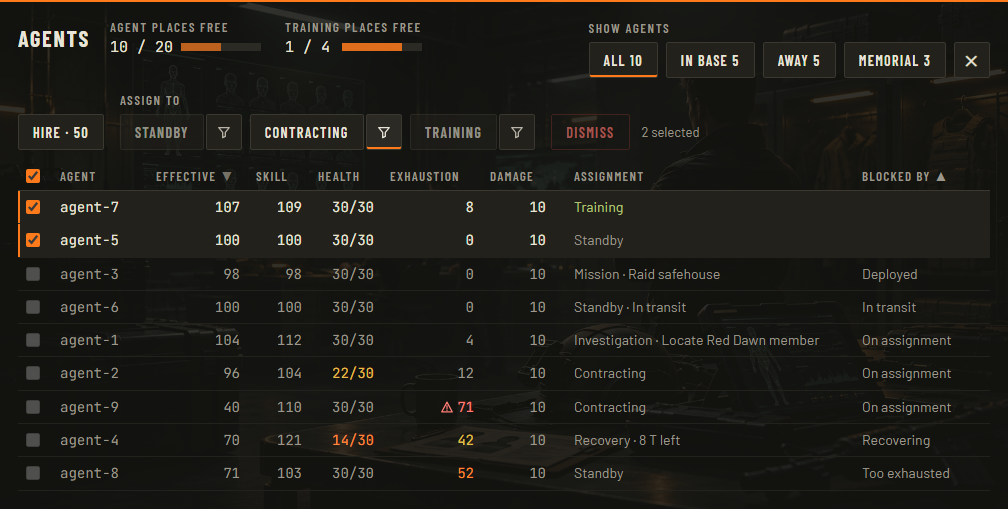 AGENTS
AGENT PLACES FREE
10 / 20
TRAINING PLACES FREE
1 / 4
SHOW AGENTS
ALL 10 IN BASE 5 AWAY 5 MEMORIAL 3 ✕
ASSIGN TO
HIRE · 50 STANDBY CONTRACTING TRAINING DISMISS 2 selected
AGENT EFFECTIVE ▼ SKILL HEALTH EXHAUSTION DAMAGE ASSIGNMENT BLOCKED BY ▲
agent-7 107 109 30/30 8 10 Training
agent-5 100 100 30/30 0 10 Standby
agent-3 98 98 30/30 0 10 Mission · Raid safehouse Deployed
agent-6 100 100 30/30 0 10 Standby · In transit In transit
agent-1 104 112 30/30 4 10 Investigation · Locate Red Dawn member On assignment
agent-2 96 104 22/30 12 10 Contracting On assignment
agent-9 40 110 30/30 ⚠ 71 10 Contracting On assignment
agent-4 70 121 14/30 42 10 Recovery · 8 T left Recovering
agent-8 71 103 30/30 52 10 Standby Too exhausted